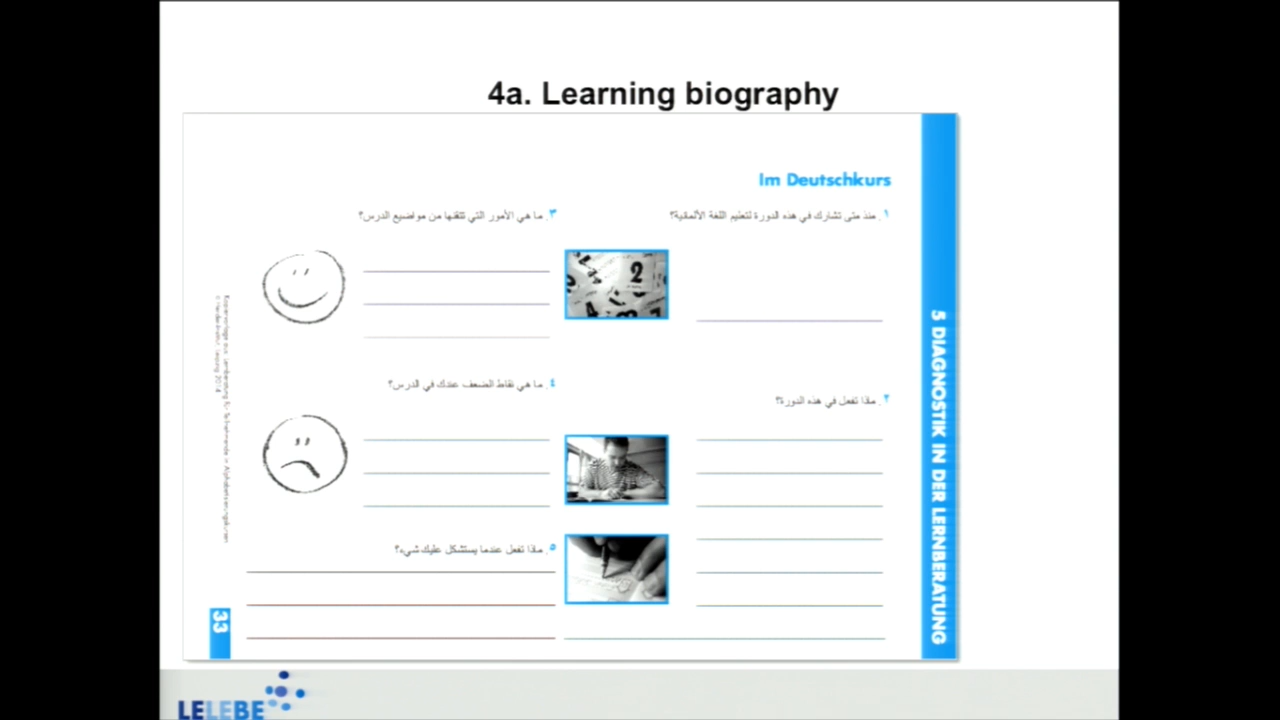 4a. Learning biography
Im Deutschkurs
١. منذ متى تشارك في هذه الدورة لتعليم اللغة الألمانية؟
٢. ماذا تفعل في هذه الدورة؟
٣. ما هي الأمور التي تتقنها من مواضيع الدرس؟
٤. ما هي نقاط الضعف عندك في الدرس؟
٥. ماذا تفعل عندما يستشكل عليك شيء؟
2
4
5 DIAGNOSTIK IN DER LERNBERATUNG
33
LELEBE